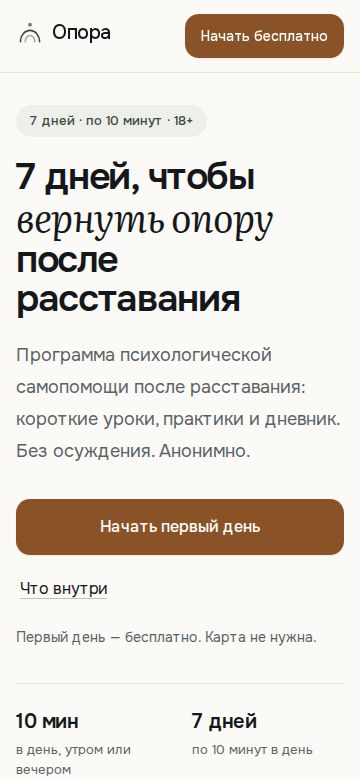 Опора
Начать бесплатно
7 дней · по 10 минут · 18+
7 дней, чтобы
вернуть опору
после
расставания
Программа психологической
самопомощи после расставания:
короткие уроки, практики и дневник.
Без осуждения. Анонимно.
Начать первый день
Что внутри
Первый день — бесплатно. Карта не нужна.
10 мин
в день, утром или
вечером
7 дней
по 10 минут в день